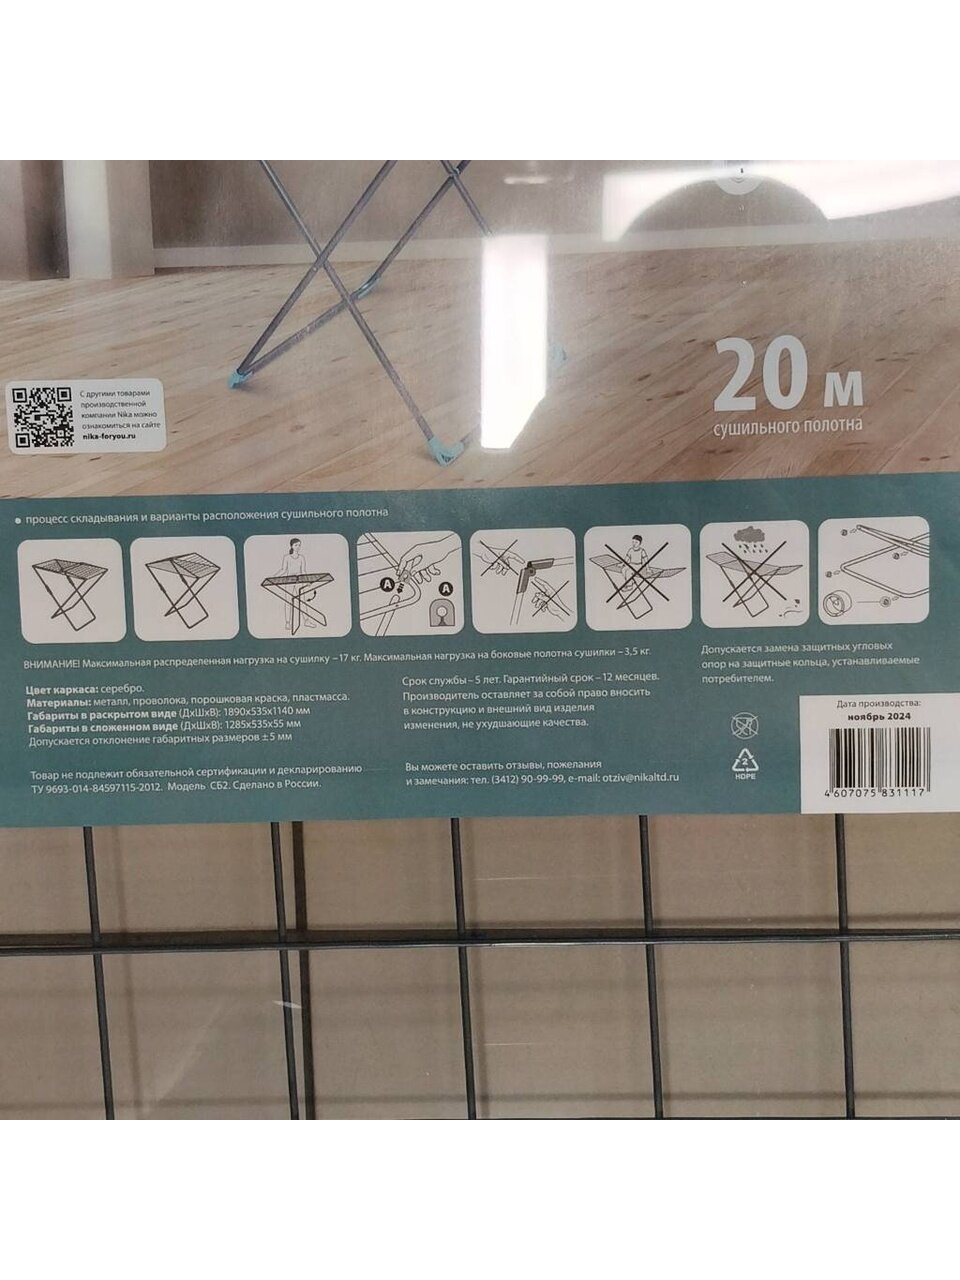 20 м
сушильного полотна
С другими товарами
производственной
компании Nika можно
ознакомиться на сайте
nika-foryou.ru
• процесс складывания и варианты расположения сушильного полотна
А
А
ВНИМАНИЕ! Максимальная распределенная нагрузка на сушилку – 17 кг. Максимальная нагрузка на боковые полотна сушилки – 3,5 кг.
Цвет каркаса: серебро.
Материалы: металл, проволока, порошковая краска, пластмасса.
Габариты в раскрытом виде (ДхШхВ): 1890х535х1140 мм
Габариты в сложенном виде (ДхШхВ): 1285х535х55 мм
Допускается отклонение габаритных размеров ± 5 мм
Товар не подлежит обязательной сертификации и декларированию
ТУ 9693-014-84597115-2012. Модель СБ2. Сделано в России.
Срок службы – 5 лет. Гарантийный срок – 12 месяцев.
Производитель оставляет за собой право вносить
в конструкцию и внешний вид изделия
изменения, не ухудшающие качества.
Вы можете оставить отзывы, пожелания
и замечания: тел. (3412) 90-99-99, e-mail: otziv@nikaltd.ru
Допускается замена защитных угловых
опор на защитные кольца, устанавливаемые
потребителем.
2
HDPE
Дата производства:
ноябрь 2024
4 607075 831117